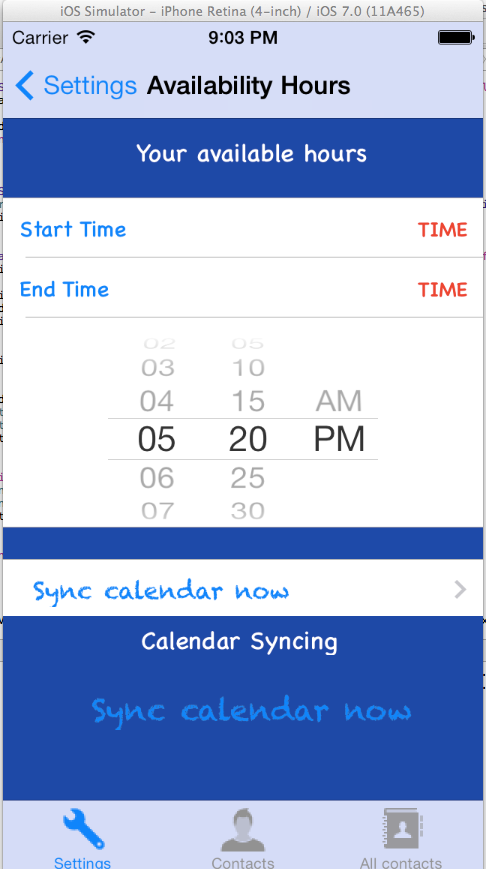 iOS Simulator - iPhone Retina (4-inch) / iOS 7.0 (11A465)
Carrier 9:03 PM
Settings Availability Hours
Your available hours
Start Time TIME
End Time TIME
02 05
03 10
04 15 AM
05 20 PM
06 25
07 30
Sync calendar now
Calendar Syncing
Sync calendar now
Settings Contacts All contacts